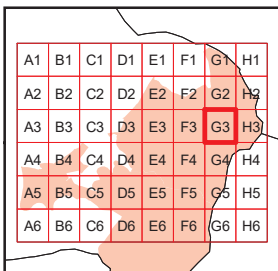 A1 B1 C1 D1 E1 F1 G1 H1
A2 B2 C2 D2 E2 F2 G2 H2
A3 B3 C3 D3 E3 F3 G3 H3
A4 B4 C4 D4 E4 F4 G4 H4
A5 B5 C5 D5 E5 F5 G5 H5
A6 B6 C6 D6 E6 F6 G6 H6